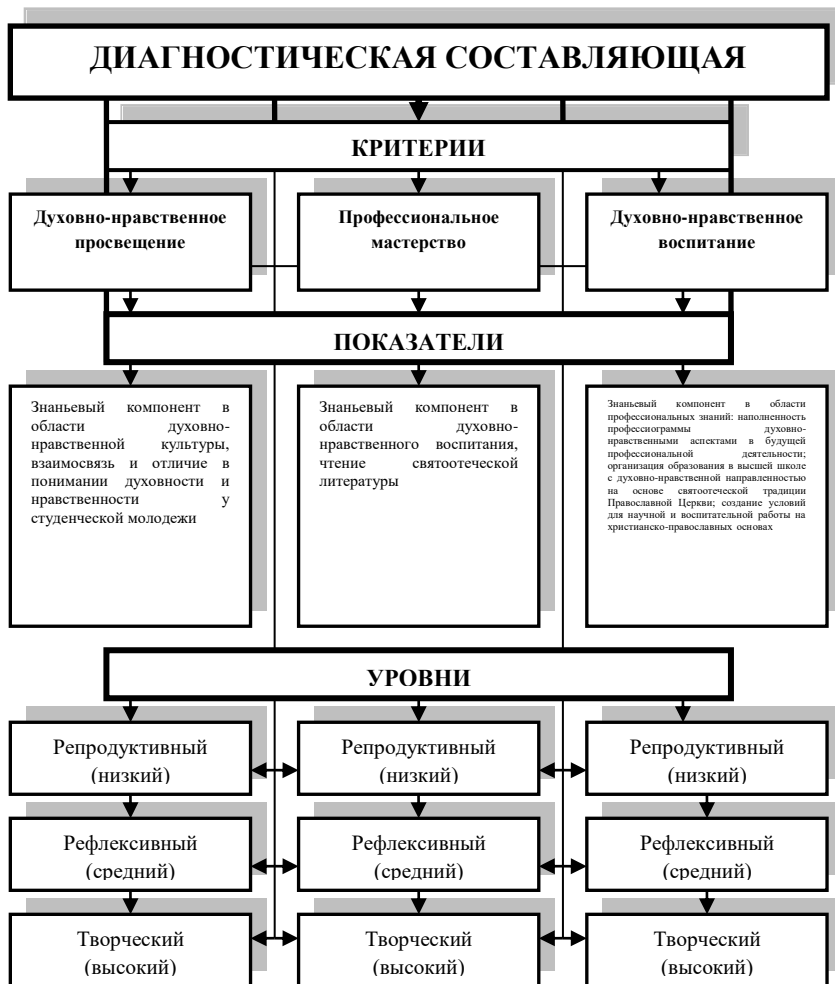 ДИАГНОСТИЧЕСКАЯ СОСТАВЛЯЮЩАЯ
КРИТЕРИИ
Духовно-нравственное
просвещение
Профессиональное
мастерство
Духовно-нравственное
воспитание
ПОКАЗАТЕЛИ
Знаньевый компонент в
области духовно-
нравственной культуры,
взаимосвязь и отличие в
понимании духовности и
нравственности у
студенческой молодежи
Знаньевый компонент в
области духовно-
нравственного воспитания,
чтение святоотеческой
литературы
Знаньевый компонент в области
профессиональных знаний: наполненность
профессиограммы духовно-
нравственными аспектами в будущей
профессиональной деятельности;
организация образования в высшей школе
с духовно-нравственной направленностью
на основе святоотеческой традиции
Православной Церкви; создание условий
для научной и воспитательной работы на
христианско-православных основах
УРОВНИ
Репродуктивный
(низкий)
Репродуктивный
(низкий)
Репродуктивный
(низкий)
Рефлексивный
(средний)
Рефлексивный
(средний)
Рефлексивный
(средний)
Творческий
(высокий)
Творческий
(высокий)
Творческий
(высокий)